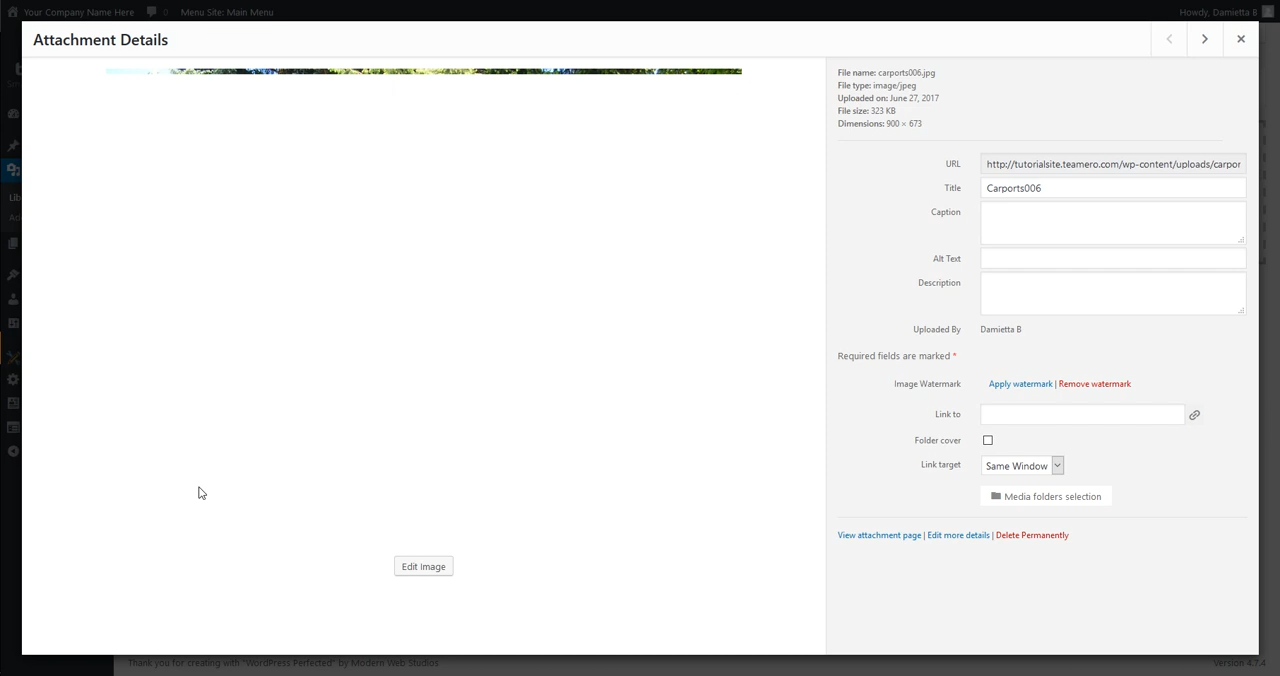 Your Company Name Here 0 Menu Site: Main Menu Howdy, Damietta B
Attachment Details
File name: carports006.jpg
File type: image/jpeg
Uploaded on: June 27, 2017
File size: 323 KB
Dimensions: 900 × 673
URL http://tutorialsite.teamero.com/wp-content/uploads/carpor
Title Carports006
Caption
Alt Text
Description
Uploaded By Damietta B
Required fields are marked *
Image Watermark Apply watermark | Remove watermark
Link to
Folder cover
Link target Same Window
Media folders selection
View attachment page | Edit more details | Delete Permanently
Edit Image
Lib
Ad
Thank you for creating with "WordPress Perfected" by Modern Web Studios Version 4.7.4